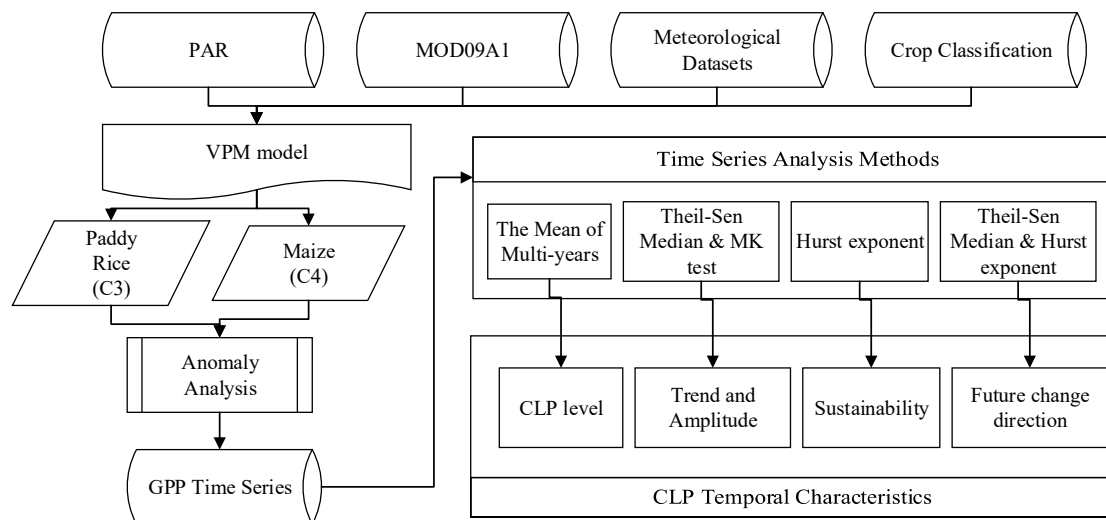 PAR
MOD09A1
Meteorological
Datasets
Crop Classification
VPM model
Paddy
Rice
(C3)
Maize
(C4)
Anomaly
Analysis
GPP Time Series
Time Series Analysis Methods
The Mean of
Multi-years
Theil-Sen
Median & MK
test
Hurst exponent
Theil-Sen
Median & Hurst
exponent
CLP level
Trend and
Amplitude
Sustainability
Future change
direction
CLP Temporal Characteristics